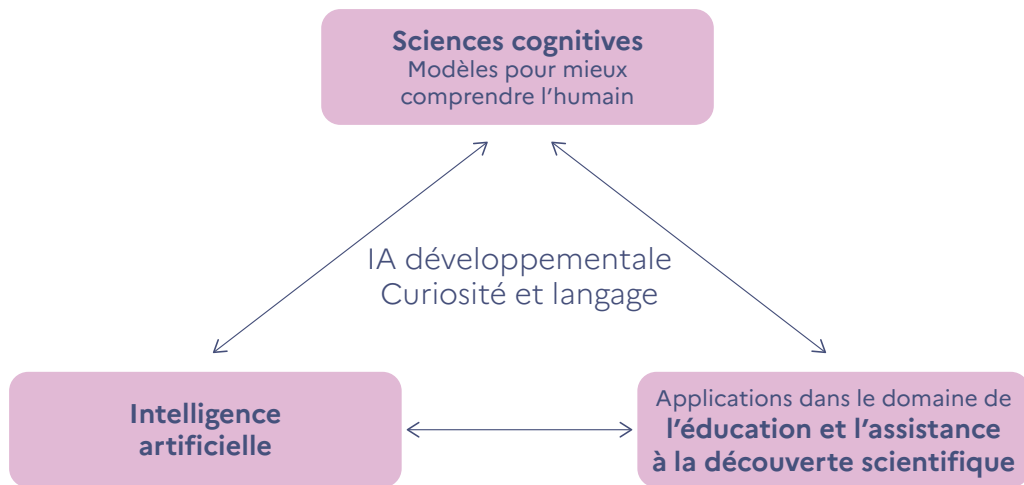 Sciences cognitives
Modèles pour mieux
comprendre l’humain
IA développementale
Curiosité et langage
Intelligence
artificielle
Applications dans le domaine de
l’éducation et l’assistance
à la découverte scientifique